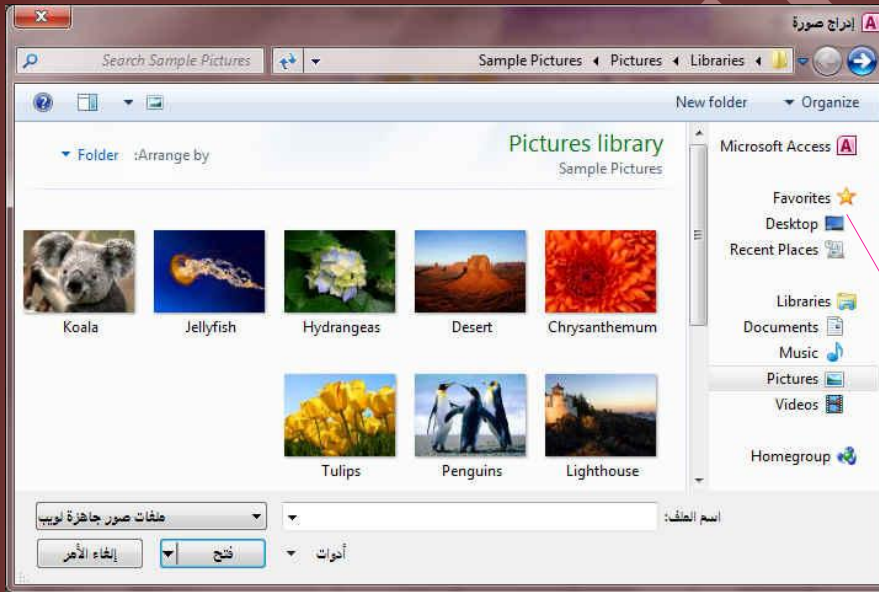 إدراج صورة
Libraries Pictures Sample Pictures
Search Sample Pictures
Organize New folder
Microsoft Access
Favorites
Desktop
Recent Places
Libraries
Documents
Music
Pictures
Videos
Homegroup
Pictures library
Sample Pictures
Arrange by: Folder
Chrysanthemum Desert Hydrangeas Jellyfish Koala
Lighthouse Penguins Tulips
اسم الملف:
ملفات صور جاهزة لويب
أدوات فتح إلغاء الأمر